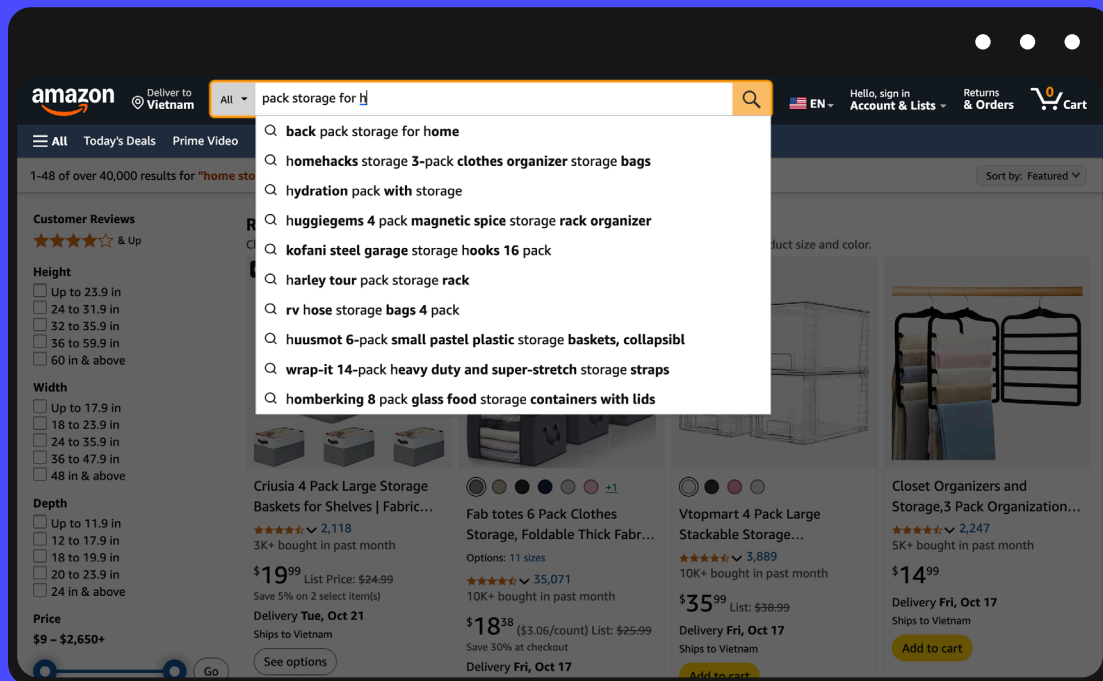 amazon
Deliver to
Vietnam
All
pack storage for h
EN
Hello, sign in
Account & Lists
Returns
& Orders
0
Cart
All
Today's Deals
Prime Video
back pack storage for home
homehacks storage 3-pack clothes organizer storage bags
hydration pack with storage
huggiegems 4 pack magnetic spice storage rack organizer
kofani steel garage storage hooks 16 pack
harley tour pack storage rack
rv hose storage bags 4 pack
huusmot 6-pack small pastel plastic storage baskets, collapsibl
wrap-it 14-pack heavy duty and super-stretch storage straps
homberking 8 pack glass food storage containers with lids
1-48 of over 40,000 results for "home sto
Sort by: Featured
Customer Reviews
& Up
Height
Up to 23.9 in
24 to 31.9 in
32 to 35.9 in
36 to 59.9 in
60 in & above
Width
Up to 17.9 in
18 to 23.9 in
24 to 35.9 in
36 to 47.9 in
48 in & above
Depth
Up to 11.9 in
12 to 17.9 in
18 to 19.9 in
20 to 23.9 in
24 in & above
Price
$9 – $2,650+
Go
R
duct size and color.
Criusia 4 Pack Large Storage
Baskets for Shelves | Fabric…
2,118
3K+ bought in past month
$19 99 List Price: $24.99
Save 5% on 2 select item(s)
Delivery Tue, Oct 21
Ships to Vietnam
See options
+1
Fab totes 6 Pack Clothes
Storage, Foldable Thick Fabr…
Options: 11 sizes
35,071
10K+ bought in past month
$18 38 ($3.06/count) List: $25.99
Save 30% at checkout
Delivery Fri, Oct 17
Vtopmart 4 Pack Large
Stackable Storage…
3,889
10K+ bought in past month
$35 99 List: $38.99
Delivery Fri, Oct 17
Ships to Vietnam
Add to cart
Closet Organizers and
Storage,3 Pack Organization…
2,247
5K+ bought in past month
$14 99
Delivery Fri, Oct 17
Ships to Vietnam
Add to cart